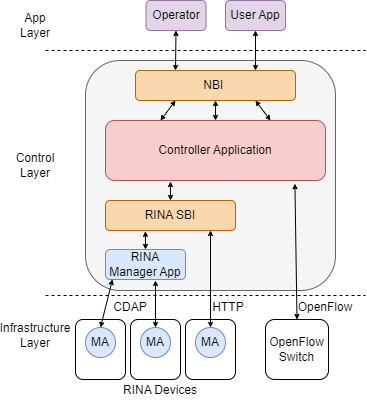 App
Layer
Operator
User App
NBI
Control
Layer
Controller Application
RINA SBI
RINA
Manager App
CDAP
HTTP
OpenFlow
Infrastructure
Layer
MA
MA
MA
OpenFlow
Switch
RINA Devices